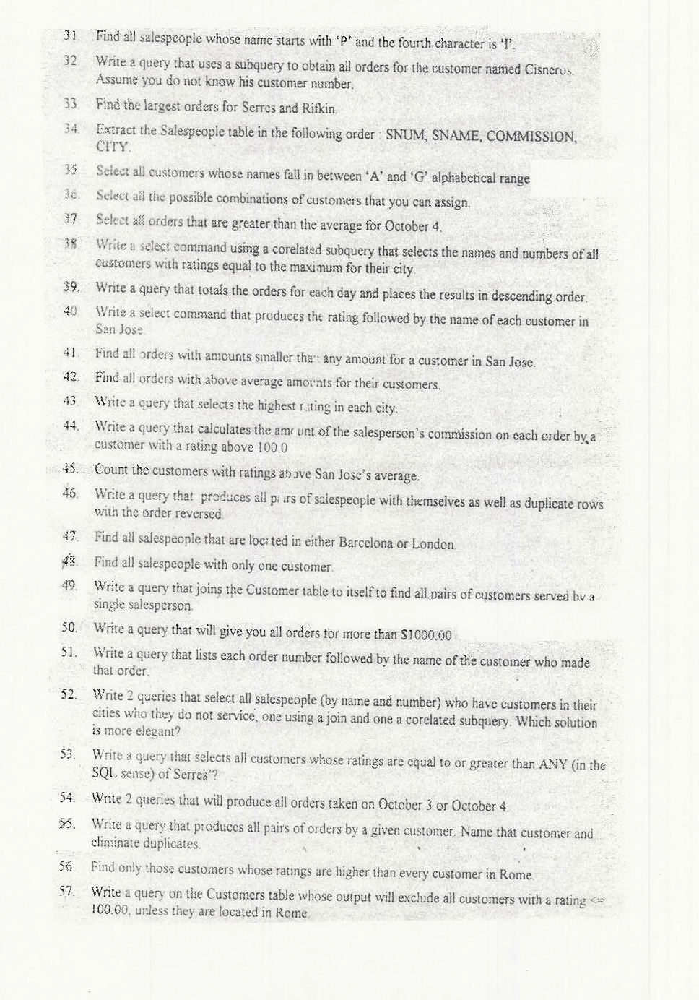 31. Find all salespeople whose name starts with ‘P’ and the fourth character is ‘l’.
32 Write a query that uses a subquery to obtain all orders for the customer named Cisneros.
Assume you do not know his customer number.
33. Find the largest orders for Serres and Rifkin.
34. Extract the Salespeople table in the following order : SNUM, SNAME, COMMISSION,
CITY.
35 Select all customers whose names fall in between ‘A’ and ‘G’ alphabetical range
36. Select all the possible combinations of customers that you can assign.
37 Select all orders that are greater than the average for October 4.
38 Write a select command using a corelated subquery that selects the names and numbers of all
customers with ratings equal to the maximum for their city
39. Write a query that totals the orders for each day and places the results in descending order.
40 Write a select command that produces the rating followed by the name of each customer in
San Jose.
41. Find all orders with amounts smaller than any amount for a customer in San Jose.
42. Find all orders with above average amounts for their customers.
43. Write a query that selects the highest rating in each city.
44. Write a query that calculates the amount of the salesperson’s commission on each order by a
customer with a rating above 100.0
45. Count the customers with ratings above San Jose’s average.
46. Write a query that produces all pairs of salespeople with themselves as well as duplicate rows
with the order reversed.
47. Find all salespeople that are located in either Barcelona or London.
48. Find all salespeople with only one customer.
49. Write a query that joins the Customer table to itself to find all pairs of customers served by a
single salesperson.
50. Write a query that will give you all orders for more than $1000.00
51. Write a query that lists each order number followed by the name of the customer who made
that order.
52. Write 2 queries that select all salespeople (by name and number) who have customers in their
cities who they do not service, one using a join and one a corelated subquery. Which solution
is more elegant?
53. Write a query that selects all customers whose ratings are equal to or greater than ANY (in the
SQL sense) of Serres’?
54. Write 2 queries that will produce all orders taken on October 3 or October 4.
55. Write a query that produces all pairs of orders by a given customer. Name that customer and
eliminate duplicates.
56. Find only those customers whose ratings are higher than every customer in Rome.
57. Write a query on the Customers table whose output will exclude all customers with a rating <=
100.00, unless they are located in Rome.